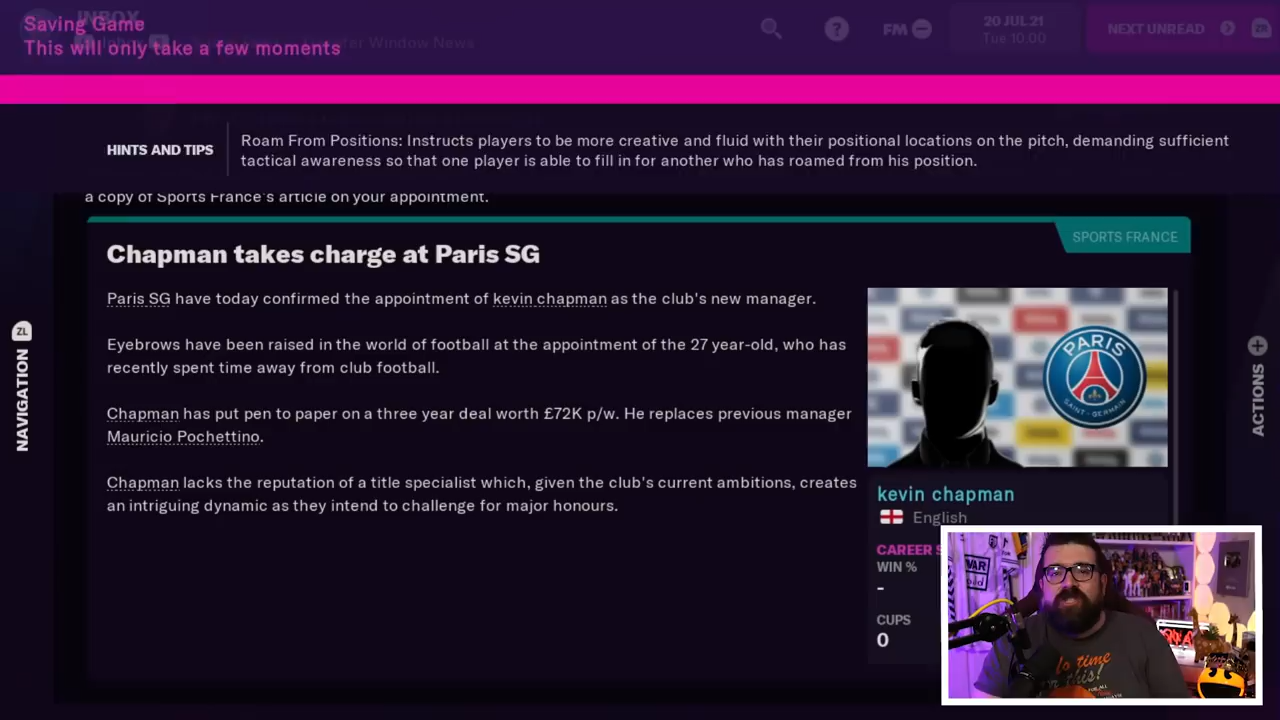 Saving Game
This will only take a few moments
INBOX
Window News
FM
20 JUL 21
Tue 10:00
NEXT UNREAD
HINTS AND TIPS
Roam From Positions: Instructs players to be more creative and fluid with their positional locations on the pitch, demanding sufficient
tactical awareness so that one player is able to fill in for another who has roamed from his position.
a copy of Sports France's article on your appointment.
Chapman takes charge at Paris SG
SPORTS FRANCE
Paris SG have today confirmed the appointment of kevin chapman as the club's new manager.
Eyebrows have been raised in the world of football at the appointment of the 27 year-old, who has
recently spent time away from club football.
Chapman has put pen to paper on a three year deal worth £72K p/w. He replaces previous manager
Mauricio Pochettino.
Chapman lacks the reputation of a title specialist which, given the club's current ambitions, creates
an intriguing dynamic as they intend to challenge for major honours.
PARIS
SAINT-GERMAIN
kevin chapman
English
CAREER S
WIN %
-
CUPS
0
ZL
NAVIGATION
ACTIONS
WAR
time
this!